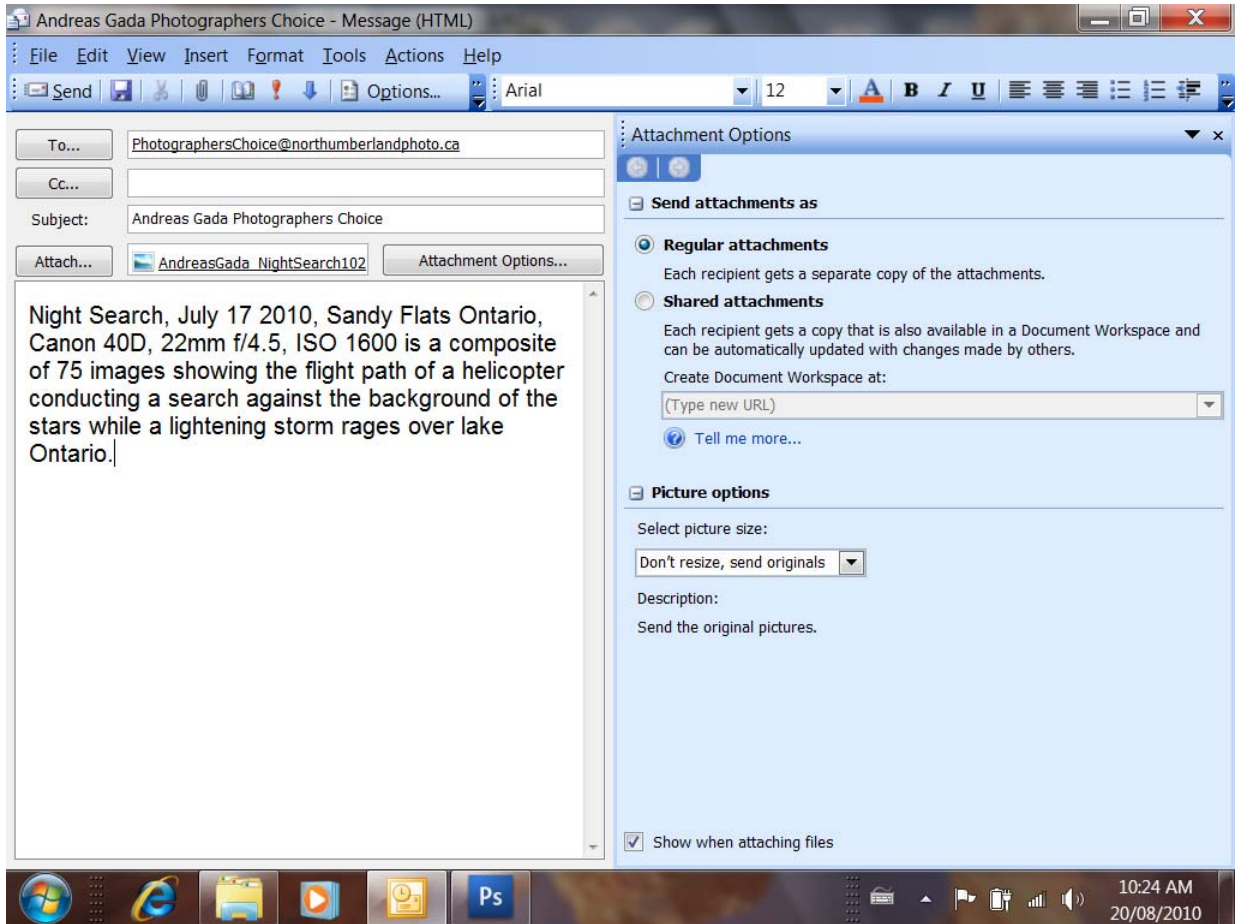 Andreas Gada Photographers Choice - Message (HTML)
File Edit View Insert Format Tools Actions Help
Send Options... Arial 12 A B I U
To... PhotographersChoice@northumberlandphoto.ca
Cc...
Subject: Andreas Gada Photographers Choice
Attach... AndreasGada_NightSearch102 Attachment Options...
Night Search, July 17 2010, Sandy Flats Ontario,
Canon 40D, 22mm f/4.5, ISO 1600 is a composite
of 75 images showing the flight path of a helicopter
conducting a search against the background of the
stars while a lightening storm rages over lake
Ontario.
Attachment Options
Send attachments as
Regular attachments
Each recipient gets a separate copy of the attachments.
Shared attachments
Each recipient gets a copy that is also available in a Document Workspace and
can be automatically updated with changes made by others.
Create Document Workspace at:
(Type new URL)
Tell me more...
Picture options
Select picture size:
Don't resize, send originals
Description:
Send the original pictures.
Show when attaching files
Ps
10:24 AM
20/08/2010